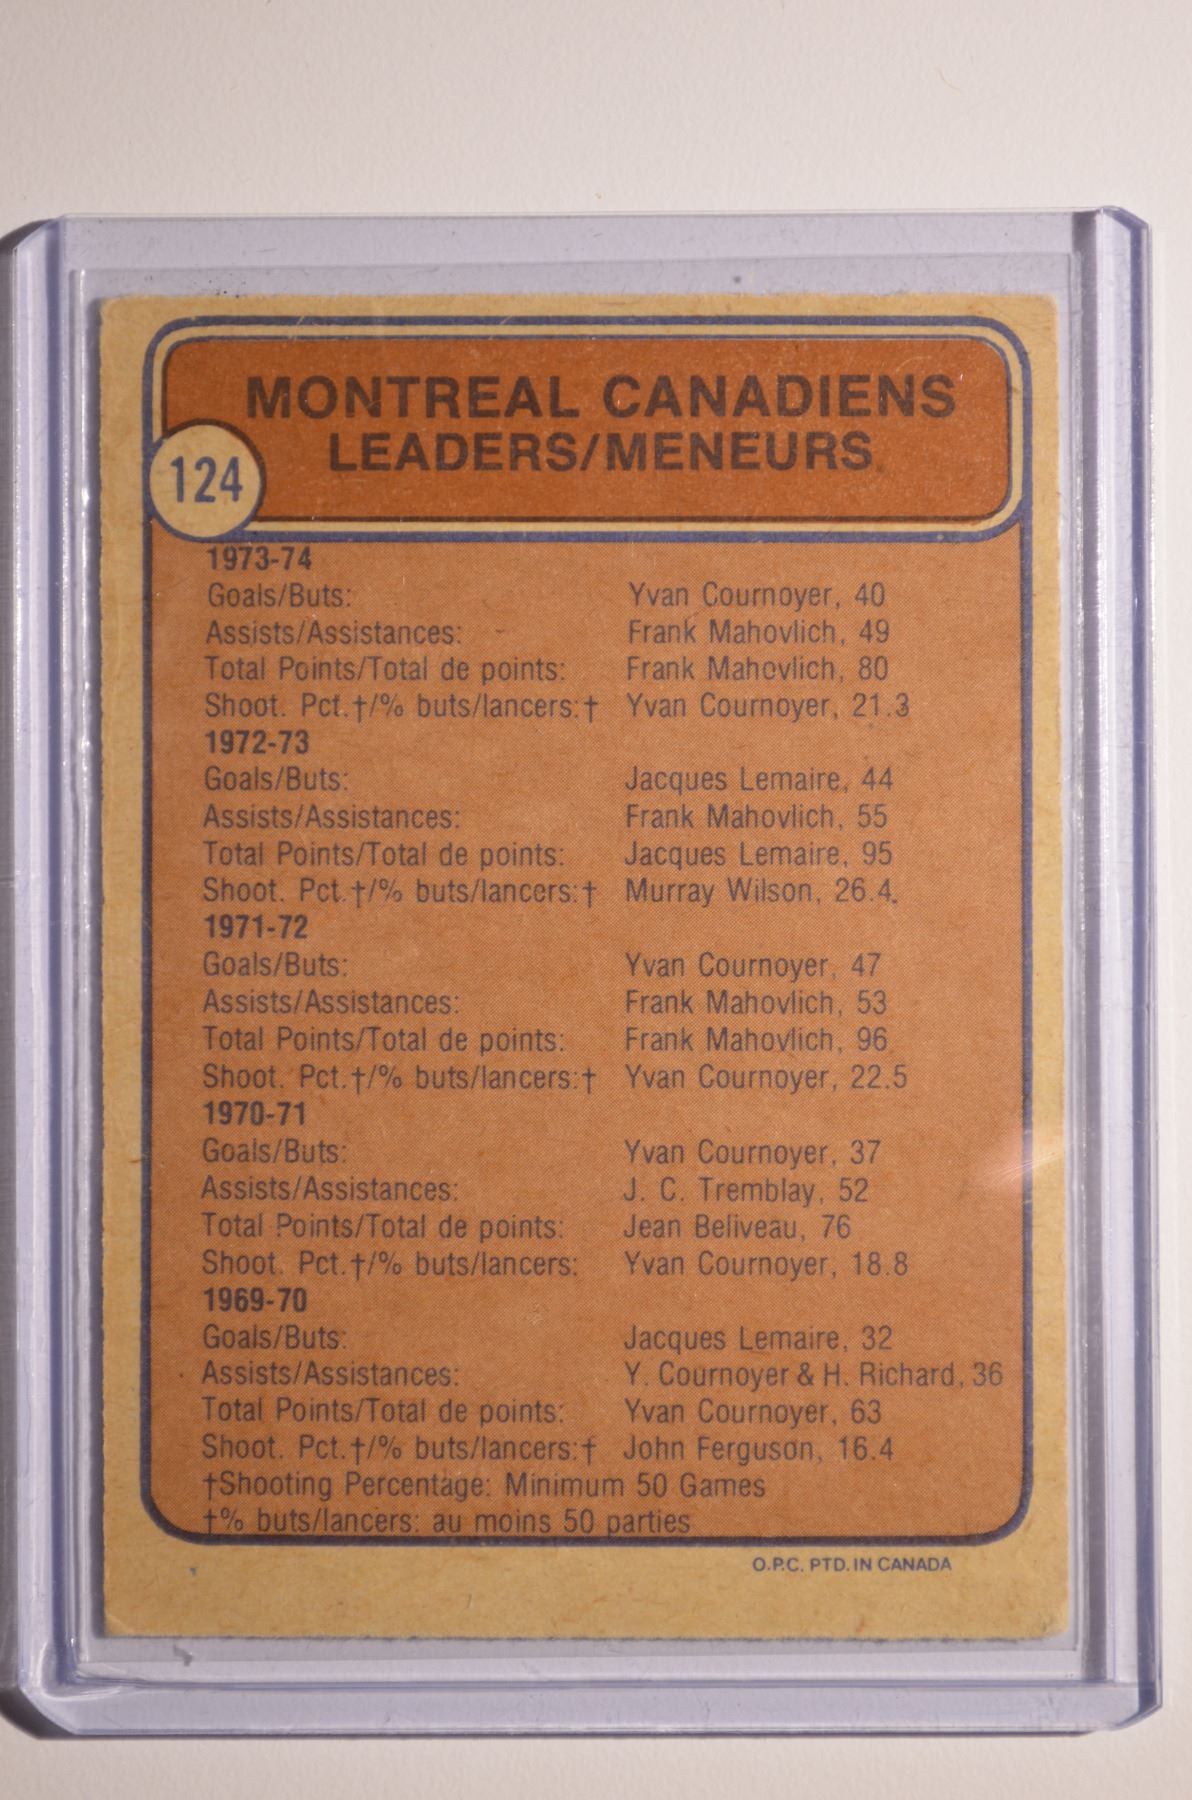 MONTREAL CANADIENS
LEADERS/MENEURS
124
1973-74
Goals/Buts: Yvan Cournoyer, 40
Assists/Assistances: Frank Mahovlich, 49
Total Points/Total de points: Frank Mahovlich, 80
Shoot. Pct.†/% buts/lancers:† Yvan Cournoyer, 21.3
1972-73
Goals/Buts: Jacques Lemaire, 44
Assists/Assistances: Frank Mahovlich, 55
Total Points/Total de points: Jacques Lemaire, 95
Shoot. Pct.†/% buts/lancers:† Murray Wilson, 26.4.
1971-72
Goals/Buts: Yvan Cournoyer, 47
Assists/Assistances: Frank Mahovlich, 53
Total Points/Total de points: Frank Mahovlich, 96
Shoot. Pct.†/% buts/lancers:† Yvan Cournoyer, 22.5
1970-71
Goals/Buts: Yvan Cournoyer, 37
Assists/Assistances: J. C. Tremblay, 52
Total Points/Total de points: Jean Beliveau, 76
Shoot. Pct.†/% buts/lancers: Yvan Cournoyer, 18.8
1969-70
Goals/Buts: Jacques Lemaire, 32
Assists/Assistances: Y. Cournoyer & H. Richard, 36
Total Points/Total de points: Yvan Cournoyer, 63
Shoot. Pct.†/% buts/lancers:† John Ferguson, 16.4
†Shooting Percentage: Minimum 50 Games
†% buts/lancers: au moins 50 parties
O.P.C. PTD. IN CANADA